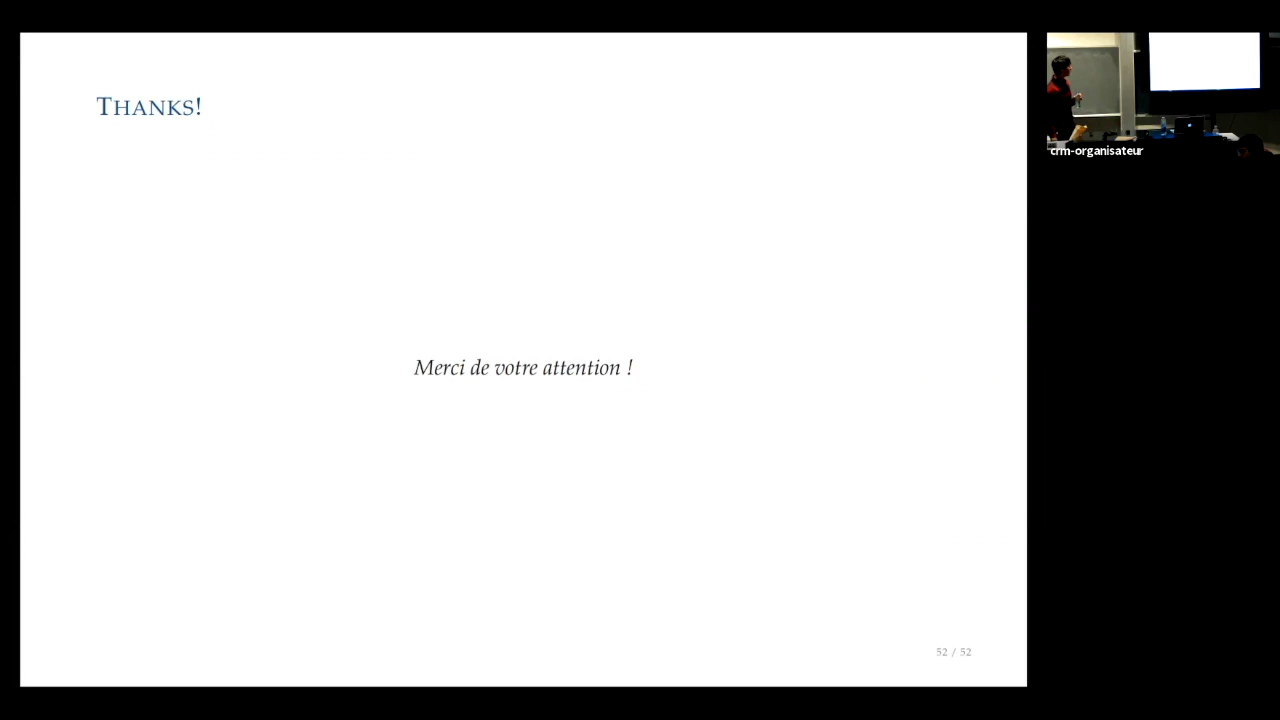 THANKS!
Merci de votre attention !
52 / 52
crm-organisateur